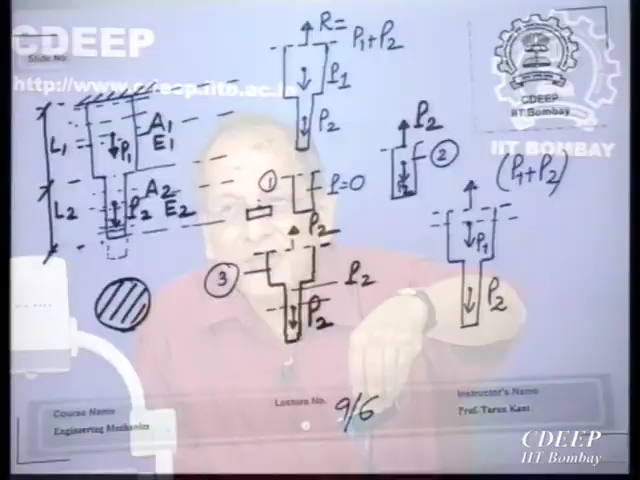 CDEEP
Slide No.
http://www.cdeep.iitb.ac.in
R=
P1+P2
P1
P2
CDEEP
IIT Bombay
IIT BOMBAY
L1
P1
A1
E1
L2
P2
A2
E2
1
P=0
P2
P2
2
(P1+P2)
P1
P2
P2
3
P2
P2
Course Name
Engineering Mechanics
Lecture No.
9/6
Instructor's Name
Prof. Tarun Kant
CDEEP
IIT Bombay